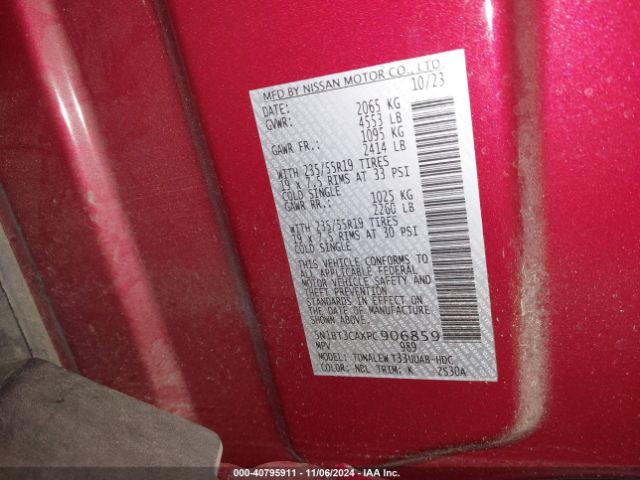 MFD BY NISSAN MOTOR CO., LTD
DATE: 10/23
GVWR: 2065 KG
4553 LB
GAWR FR.: 1095 KG
2414 LB
WITH 235/55R19 TIRES
19 x 7.5 RIMS AT 33 PSI
COLD SINGLE
GAWR RR.: 1025 KG
2260 LB
WITH 235/55R19 TIRES
19 x 7.5 RIMS AT 30 PSI
COLD SINGLE
THIS VEHICLE CONFORMS TO
ALL APPLICABLE FEDERAL
MOTOR VEHICLE SAFETY AND
THEFT PREVENTION
STANDARDS IN EFFECT ON
THE DATE OF MANUFACTURE
SHOWN ABOVE.
5N1BT3CAXPC906859
MPV 989
MODEL: TONALEW T33UUAB-HDC
COLOR: NDL TRIM: K 2S30A
000-40795911 - 11/06/2024 - IAA Inc.